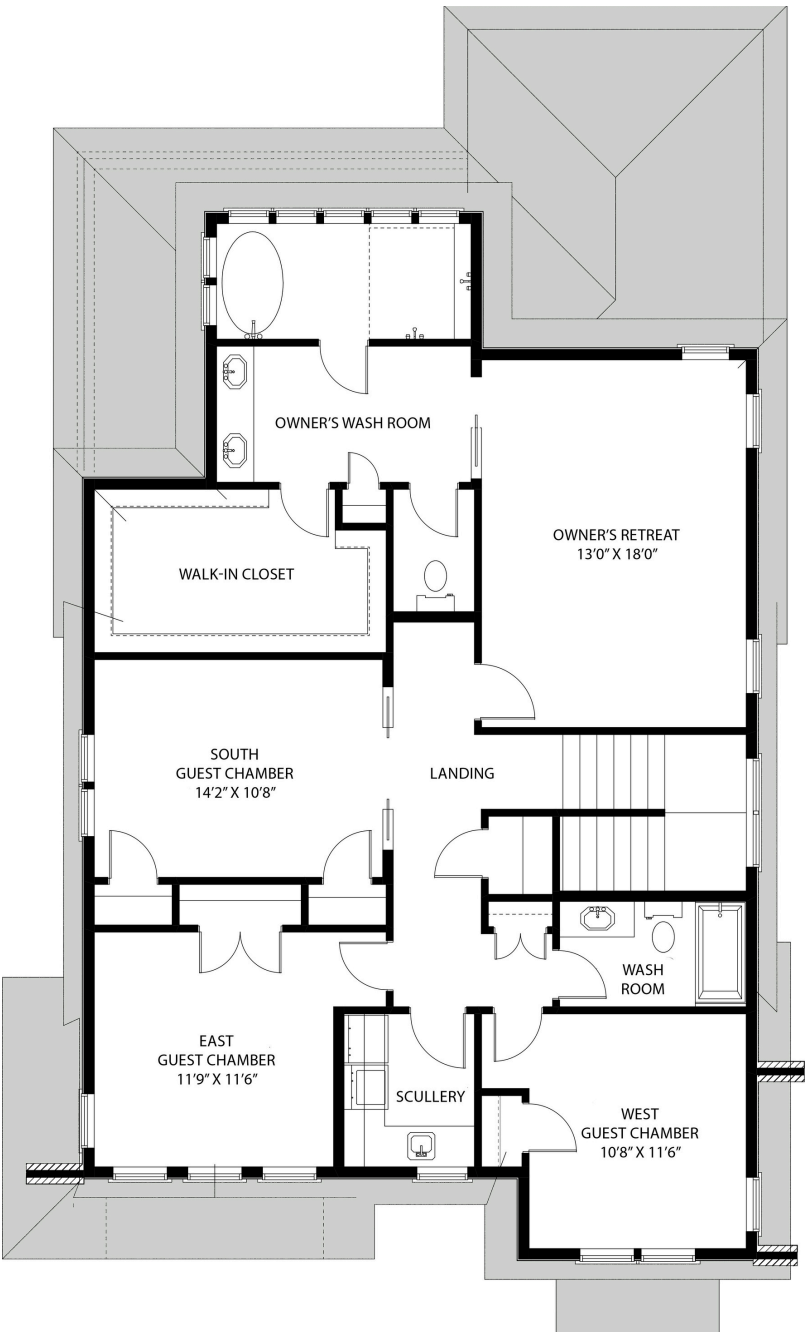 OWNER'S WASH ROOM
OWNER'S RETREAT
13'0" X 18'0"
WALK-IN CLOSET
SOUTH
GUEST CHAMBER
14'2" X 10'8"
LANDING
WASH
ROOM
EAST
GUEST CHAMBER
11'9" X 11'6"
SCULLERY
WEST
GUEST CHAMBER
10'8" X 11'6"